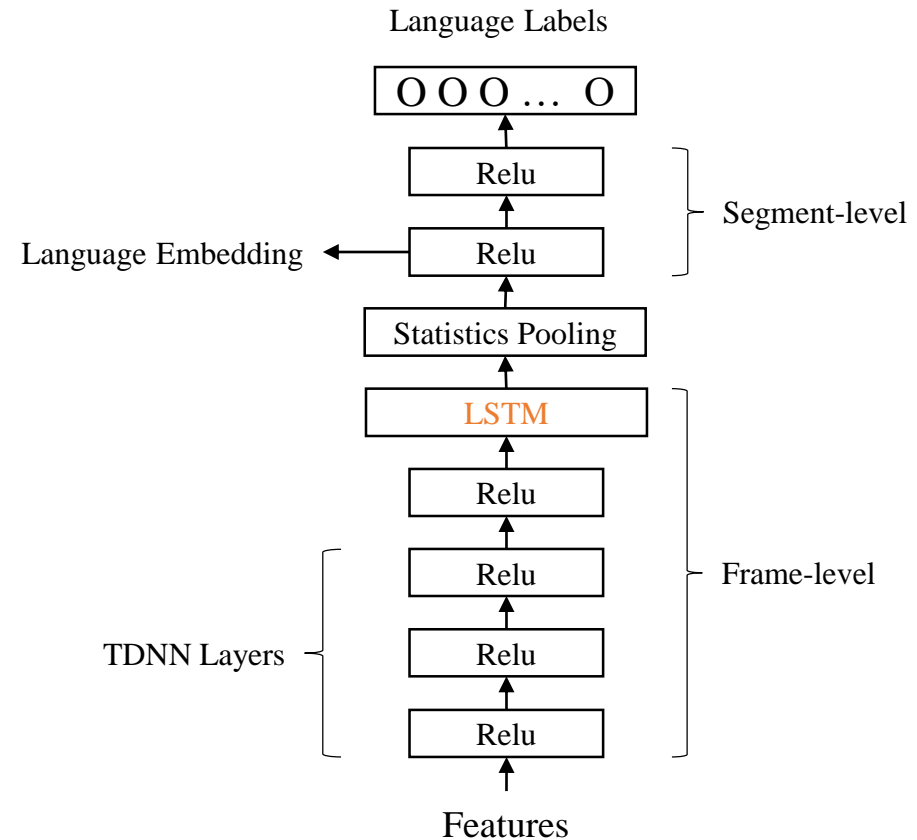 Language Labels
O O O … O
Relu
Segment-level
Relu
Language Embedding
Statistics Pooling
LSTM
Relu
Relu
Frame-level
TDNN Layers
Relu
Relu
Features